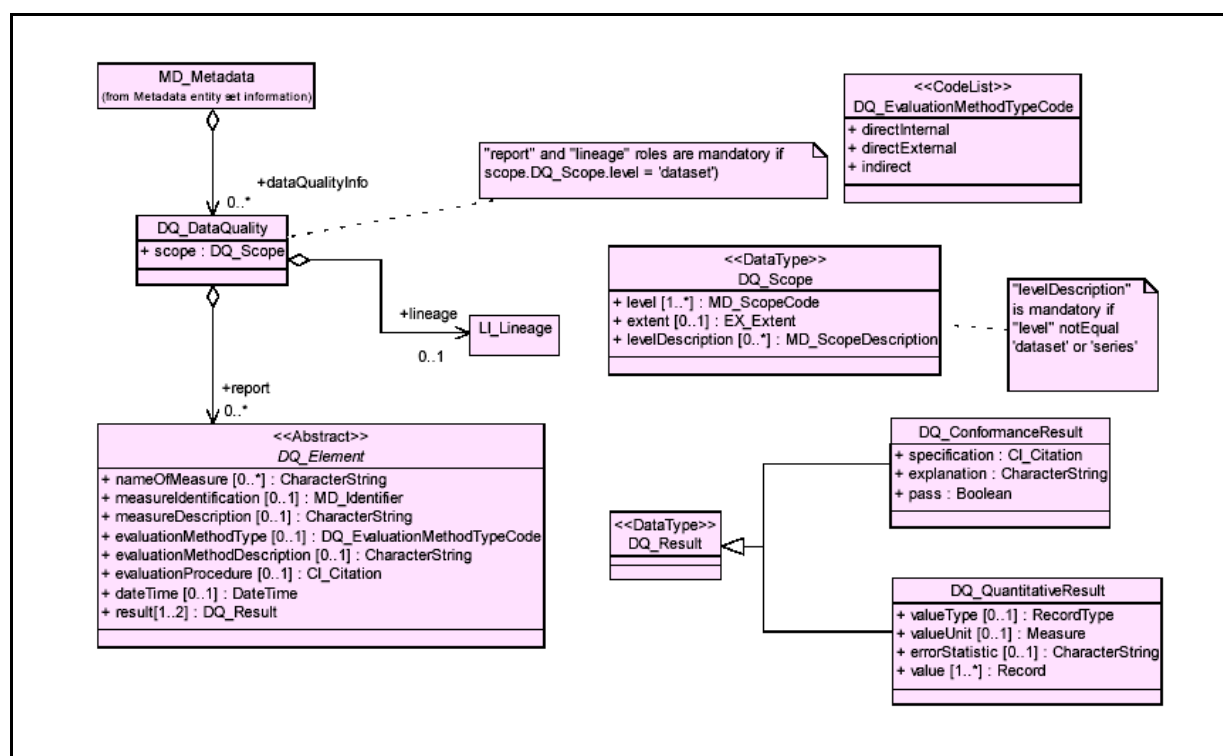 MD_Metadata
(from Metadata entity set information)
+dataQualityInfo
0..*
DQ_DataQuality
+ scope : DQ_Scope
"report" and "lineage" roles are mandatory if
scope.DQ_Scope.level = 'dataset')
<<CodeList>>
DQ_EvaluationMethodTypeCode
+ directInternal
+ directExternal
+ indirect
+lineage
0..1
LI_Lineage
<<DataType>>
DQ_Scope
+ level [1..*] : MD_ScopeCode
+ extent [0..1] : EX_Extent
+ levelDescription [0..*] : MD_ScopeDescription
"levelDescription"
is mandatory if
"level" notEqual
'dataset' or 'series'
+report
0..*
<<Abstract>>
DQ_Element
+ nameOfMeasure [0..*] : CharacterString
+ measureIdentification [0..1] : MD_Identifier
+ measureDescription [0..1] : CharacterString
+ evaluationMethodType [0..1] : DQ_EvaluationMethodTypeCode
+ evaluationMethodDescription [0..1] : CharacterString
+ evaluationProcedure [0..1] : CI_Citation
+ dateTime [0..1] : DateTime
+ result[1..2] : DQ_Result
<<DataType>>
DQ_Result
DQ_ConformanceResult
+ specification : CI_Citation
+ explanation : CharacterString
+ pass : Boolean
DQ_QuantitativeResult
+ valueType [0..1] : RecordType
+ valueUnit [0..1] : Measure
+ errorStatistic [0..1] : CharacterString
+ value [1..*] : Record